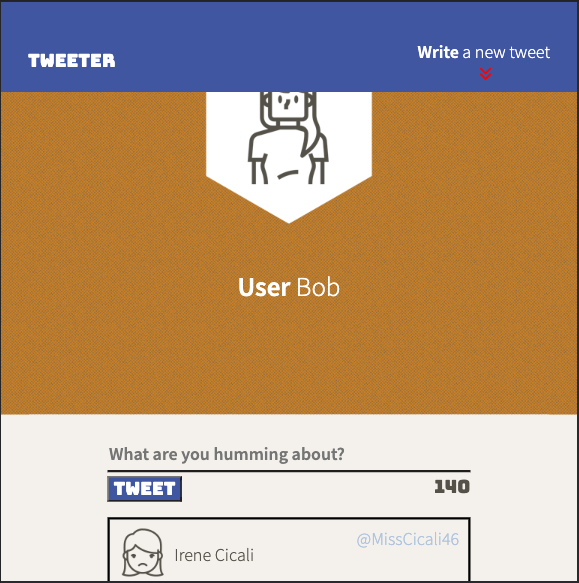 TWEETER
Write a new tweet
User Bob
What are you humming about?
TWEET
140
@MissCicali46
Irene Cicali